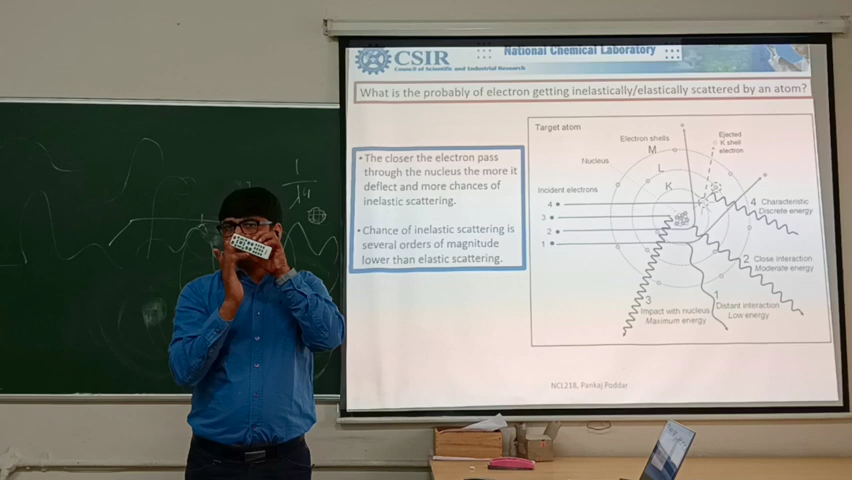 CSIR
Council of Scientific and Industrial Research
National Chemical Laboratory
What is the probably of electron getting inelastically/elastically scattered by an atom?
• The closer the electron pass
through the nucleus the more it
deflect and more chances of
inelastic scattering.
• Chance of inelastic scattering is
several orders of magnitude
lower than elastic scattering.
Target atom
Electron shells
Nucleus
M
L
K
Ejected
K shell
electron
Incident electrons
4
3
2
1
4 Characteristic
Discrete energy
2 Close interaction
Moderate energy
1
Distant interaction
Low energy
3
Impact with nucleus
Maximum energy
NCL218, Pankaj Poddar
1
λ4